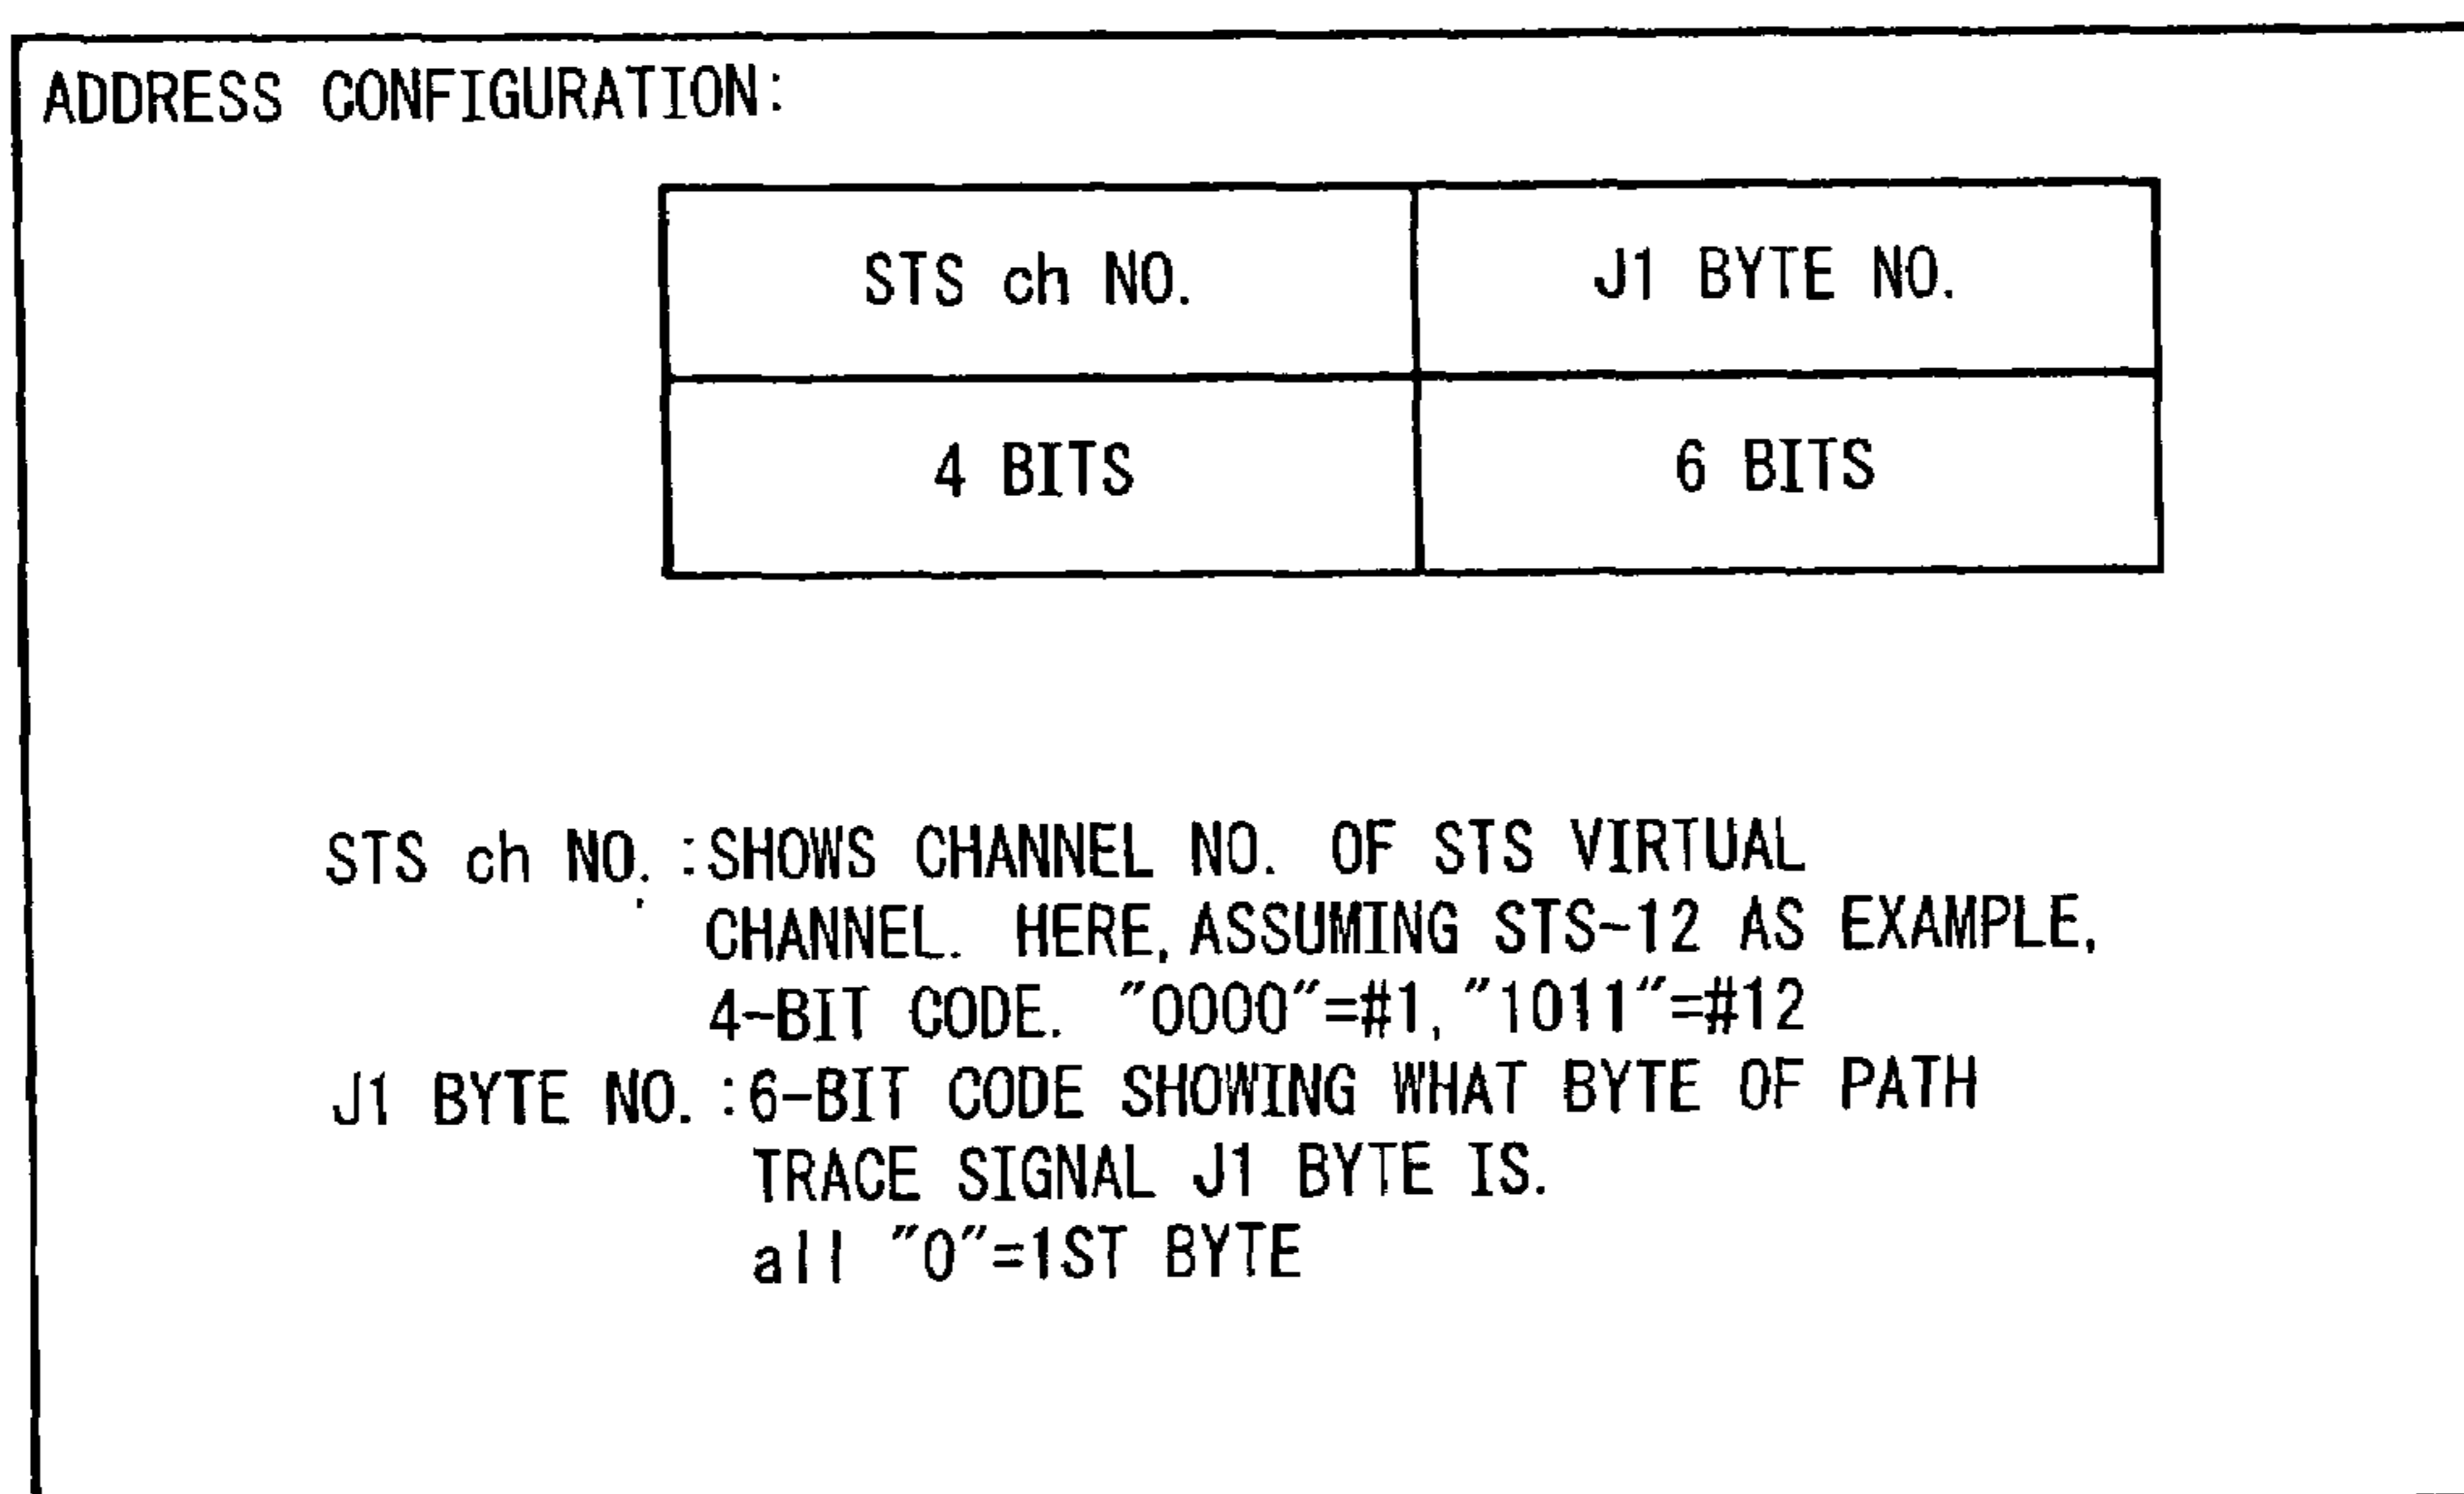 ADDRESS CONFIGURATION:
STS ch NO. J1 BYTE NO.
4 BITS 6 BITS
STS ch NO. :SHOWS CHANNEL NO. OF STS VIRTUAL
CHANNEL. HERE, ASSUMING STS-12 AS EXAMPLE,
4-BIT CODE. "0000"=#1, "1011"=#12
J1 BYTE NO. :6-BIT CODE SHOWING WHAT BYTE OF PATH
TRACE SIGNAL J1 BYTE IS.
all "0"=1ST BYTE